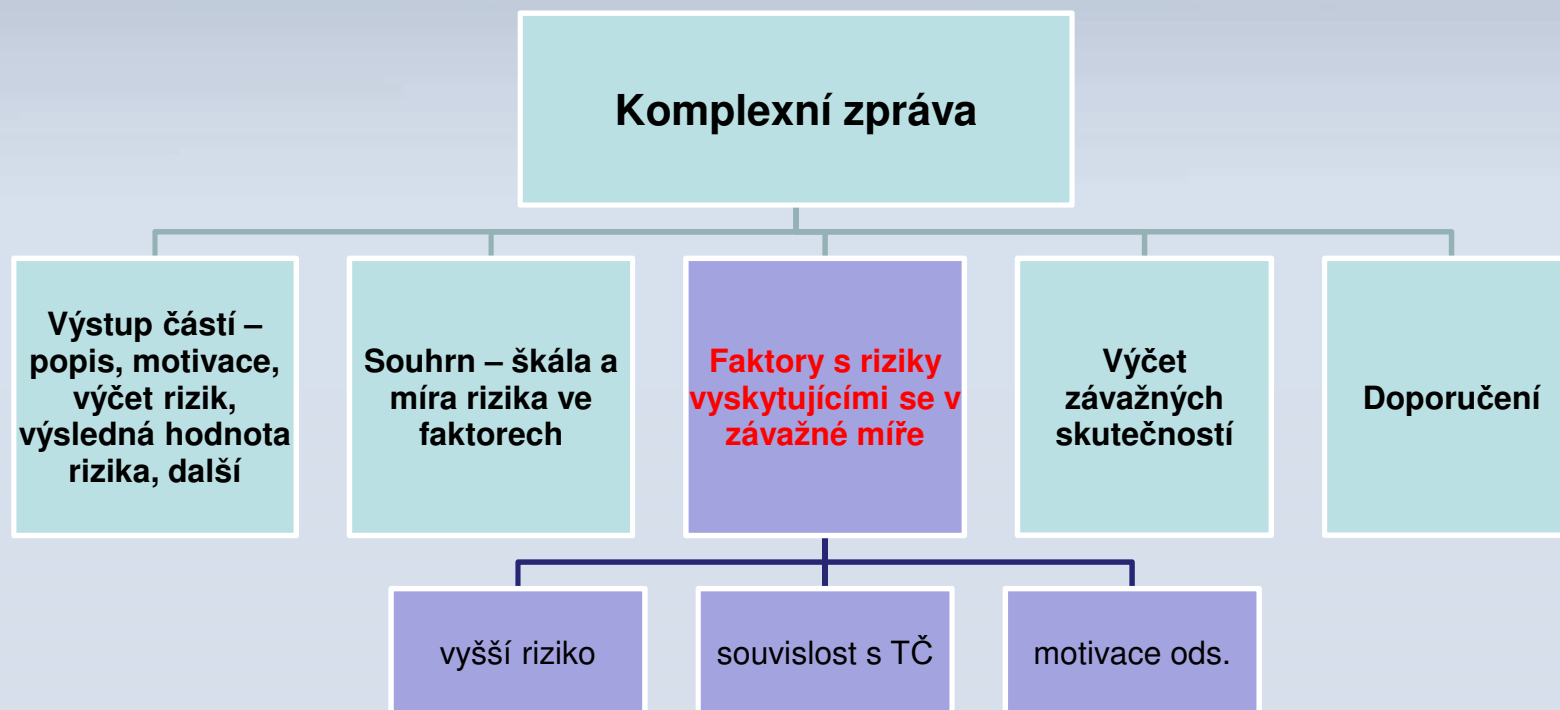 Komplexní zpráva
Výstup částí –
popis, motivace,
výčet rizik,
výsledná hodnota
rizika, další
Souhrn – škála a
míra rizika ve
faktorech
Faktory s riziky
vyskytujícími se v
závažné míře
Výčet
závažných
skutečností
Doporučení
vyšší riziko
souvislost s TČ
motivace ods.